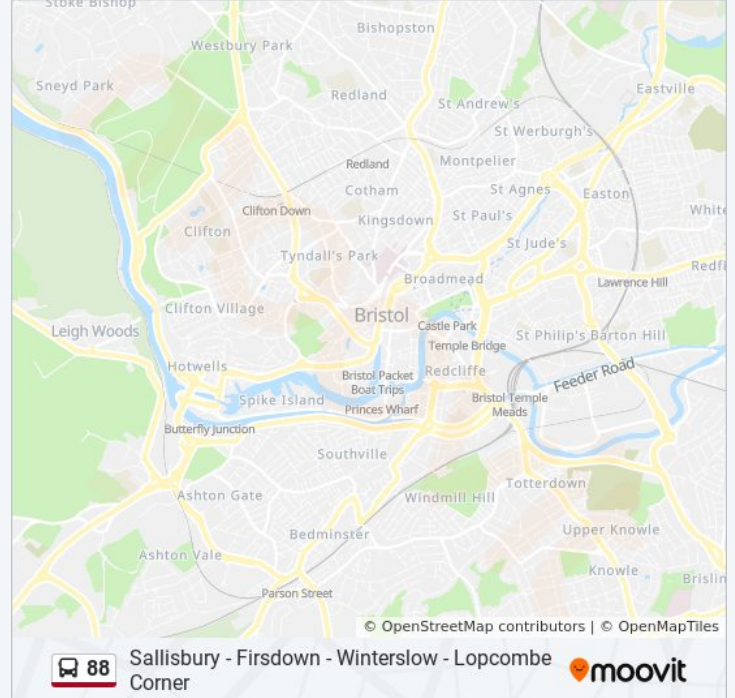 Stoke Bishop
Bishopston
Westbury Park
Sneyd Park
Eastville
Redland
St Andrew's
St Werburgh's
Montpelier
Redland
Cotham
St Agnes
Easton
Clifton Down
Kingsdown
St Paul's
White
Clifton
St Jude's
Tyndall's Park
Redfi
Broadmead
Lawrence Hill
Clifton Village
Bristol
Castle Park
Leigh Woods
St Philip's
Barton Hill
Temple Bridge
Hotwells
Redcliffe
Feeder Road
Bristol Packet
Boat Trips
Spike Island
Bristol Temple
Meads
Princes Wharf
Butterfly Junction
Southville
Totterdown
Ashton Gate
Windmill Hill
Bedminster
Upper Knowle
Ashton Vale
Knowle
Brislin
Parson Street
© OpenStreetMap contributors | © OpenMapTiles
88
Sallisbury - Firsdown - Winterslow - Lopcombe
Corner
moovit